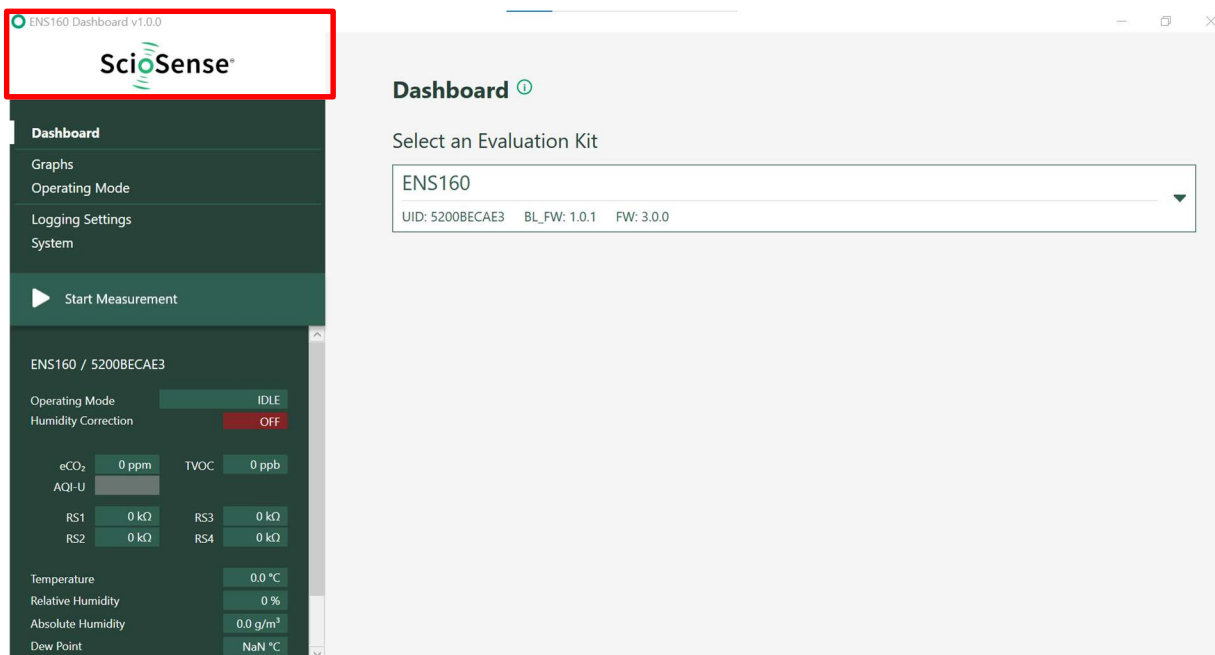 ENS160 Dashboard v1.0.0
ScioSense
Dashboard
Graphs
Operating Mode
Logging Settings
System
Start Measurement
ENS160 / 5200BECAE3
Operating Mode IDLE
Humidity Correction OFF
eCO₂ 0 ppm TVOC 0 ppb
AQI-U
RS1 0 kΩ RS3 0 kΩ
RS2 0 kΩ RS4 0 kΩ
Temperature 0.0 °C
Relative Humidity 0 %
Absolute Humidity 0.0 g/m³
Dew Point NaN °C
Dashboard
Select an Evaluation Kit
ENS160
UID: 5200BECAE3 BL_FW: 1.0.1 FW: 3.0.0